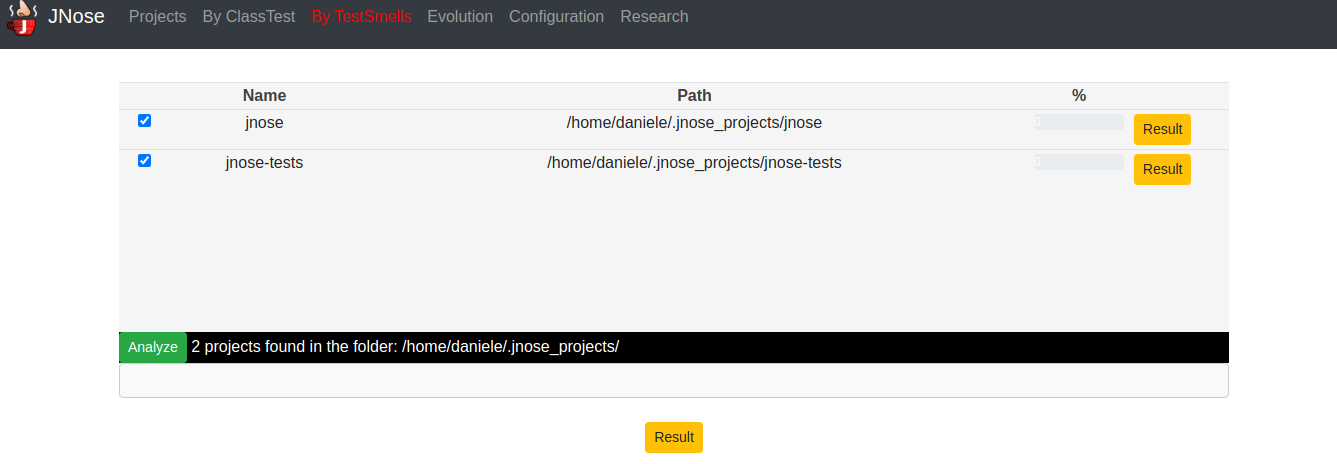 JNose Projects By ClassTest By TestSmells Evolution Configuration Research
Name Path %
jnose /home/daniele/.jnose_projects/jnose 0 Result
jnose-tests /home/daniele/.jnose_projects/jnose-tests 0 Result
Analyze 2 projects found in the folder: /home/daniele/.jnose_projects/
Result